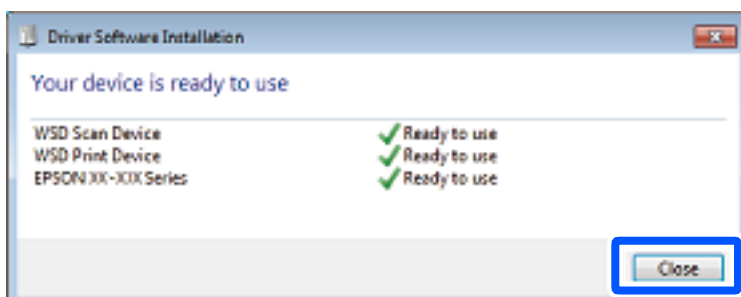 Driver Software Installation
Your device is ready to use
WSD Scan Device Ready to use
WSD Print Device Ready to use
EPSON XX-XXX Series Ready to use
Close